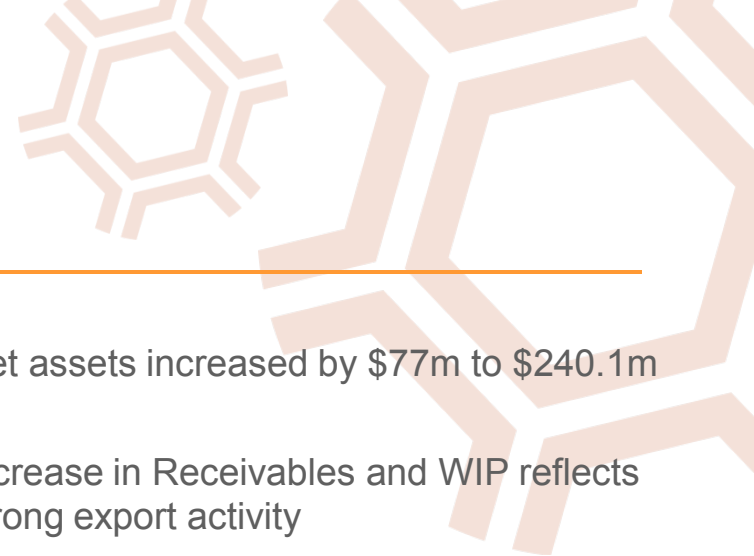 et assets increased by $77m to $240.1m
crease in Receivables and WIP reflects
rong export activity